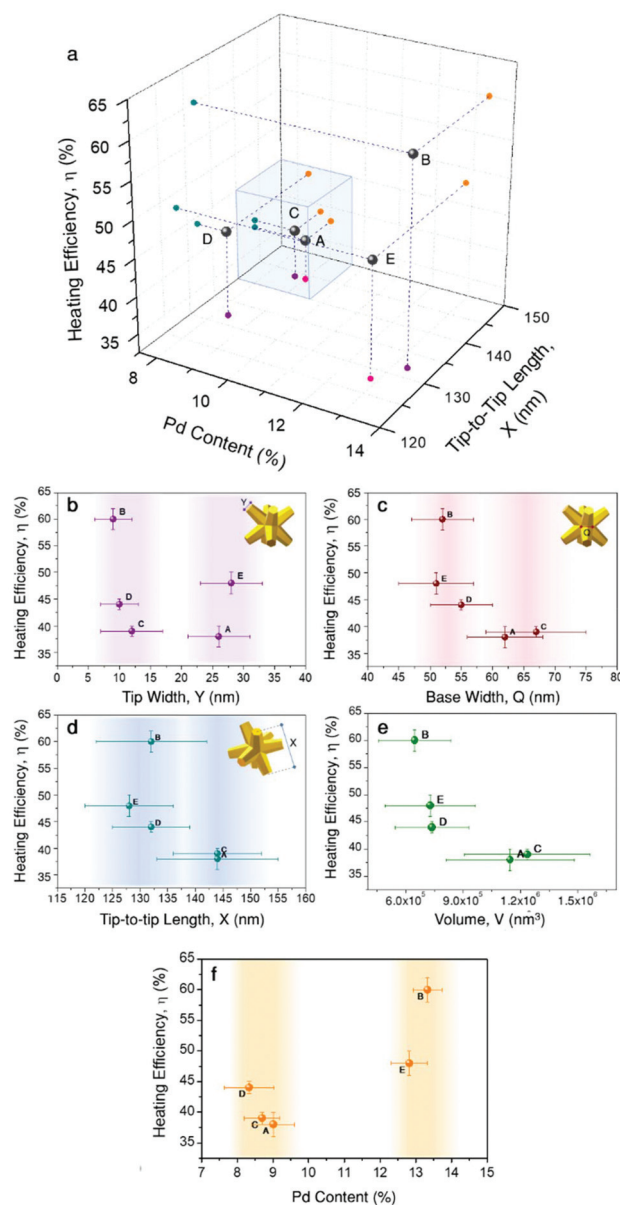 a
Heating Efficiency, η (%)
65
60
55
50
45
40
35
8
10
12
14
Pd Content (%)
120
130
140
150
Tip-to-Tip Length,
X (nm)
A
B
C
D
E
b
Heating Efficiency, η (%)
65
60
55
50
45
40
35
0 10 20 30 40 50
Tip Width, Y (nm)
Y
B
E
D
C
A
c
Heating Efficiency, η (%)
65
60
55
50
45
40
35
40 45 50 55 60 65 70 75 80
Base Width, Q (nm)
Q
B
E
D
A
C
d
Heating Efficiency, η (%)
65
60
55
50
45
40
35
115 120 125 130 135 140 145 150 155 160
Tip-to-tip Length, X (nm)
X
B
E
D
C
A
e
Heating Efficiency, η (%)
65
60
55
50
45
40
35
6.0x10⁵ 9.0x10⁵ 1.2x10⁶ 1.5x10⁶
Volume, V (nm³)
B
E
D
A
C
f
Heating Efficiency, η (%)
65
60
55
50
45
40
35
7 8 9 10 11 12 13 14 15
Pd Content (%)
B
E
D
C
A